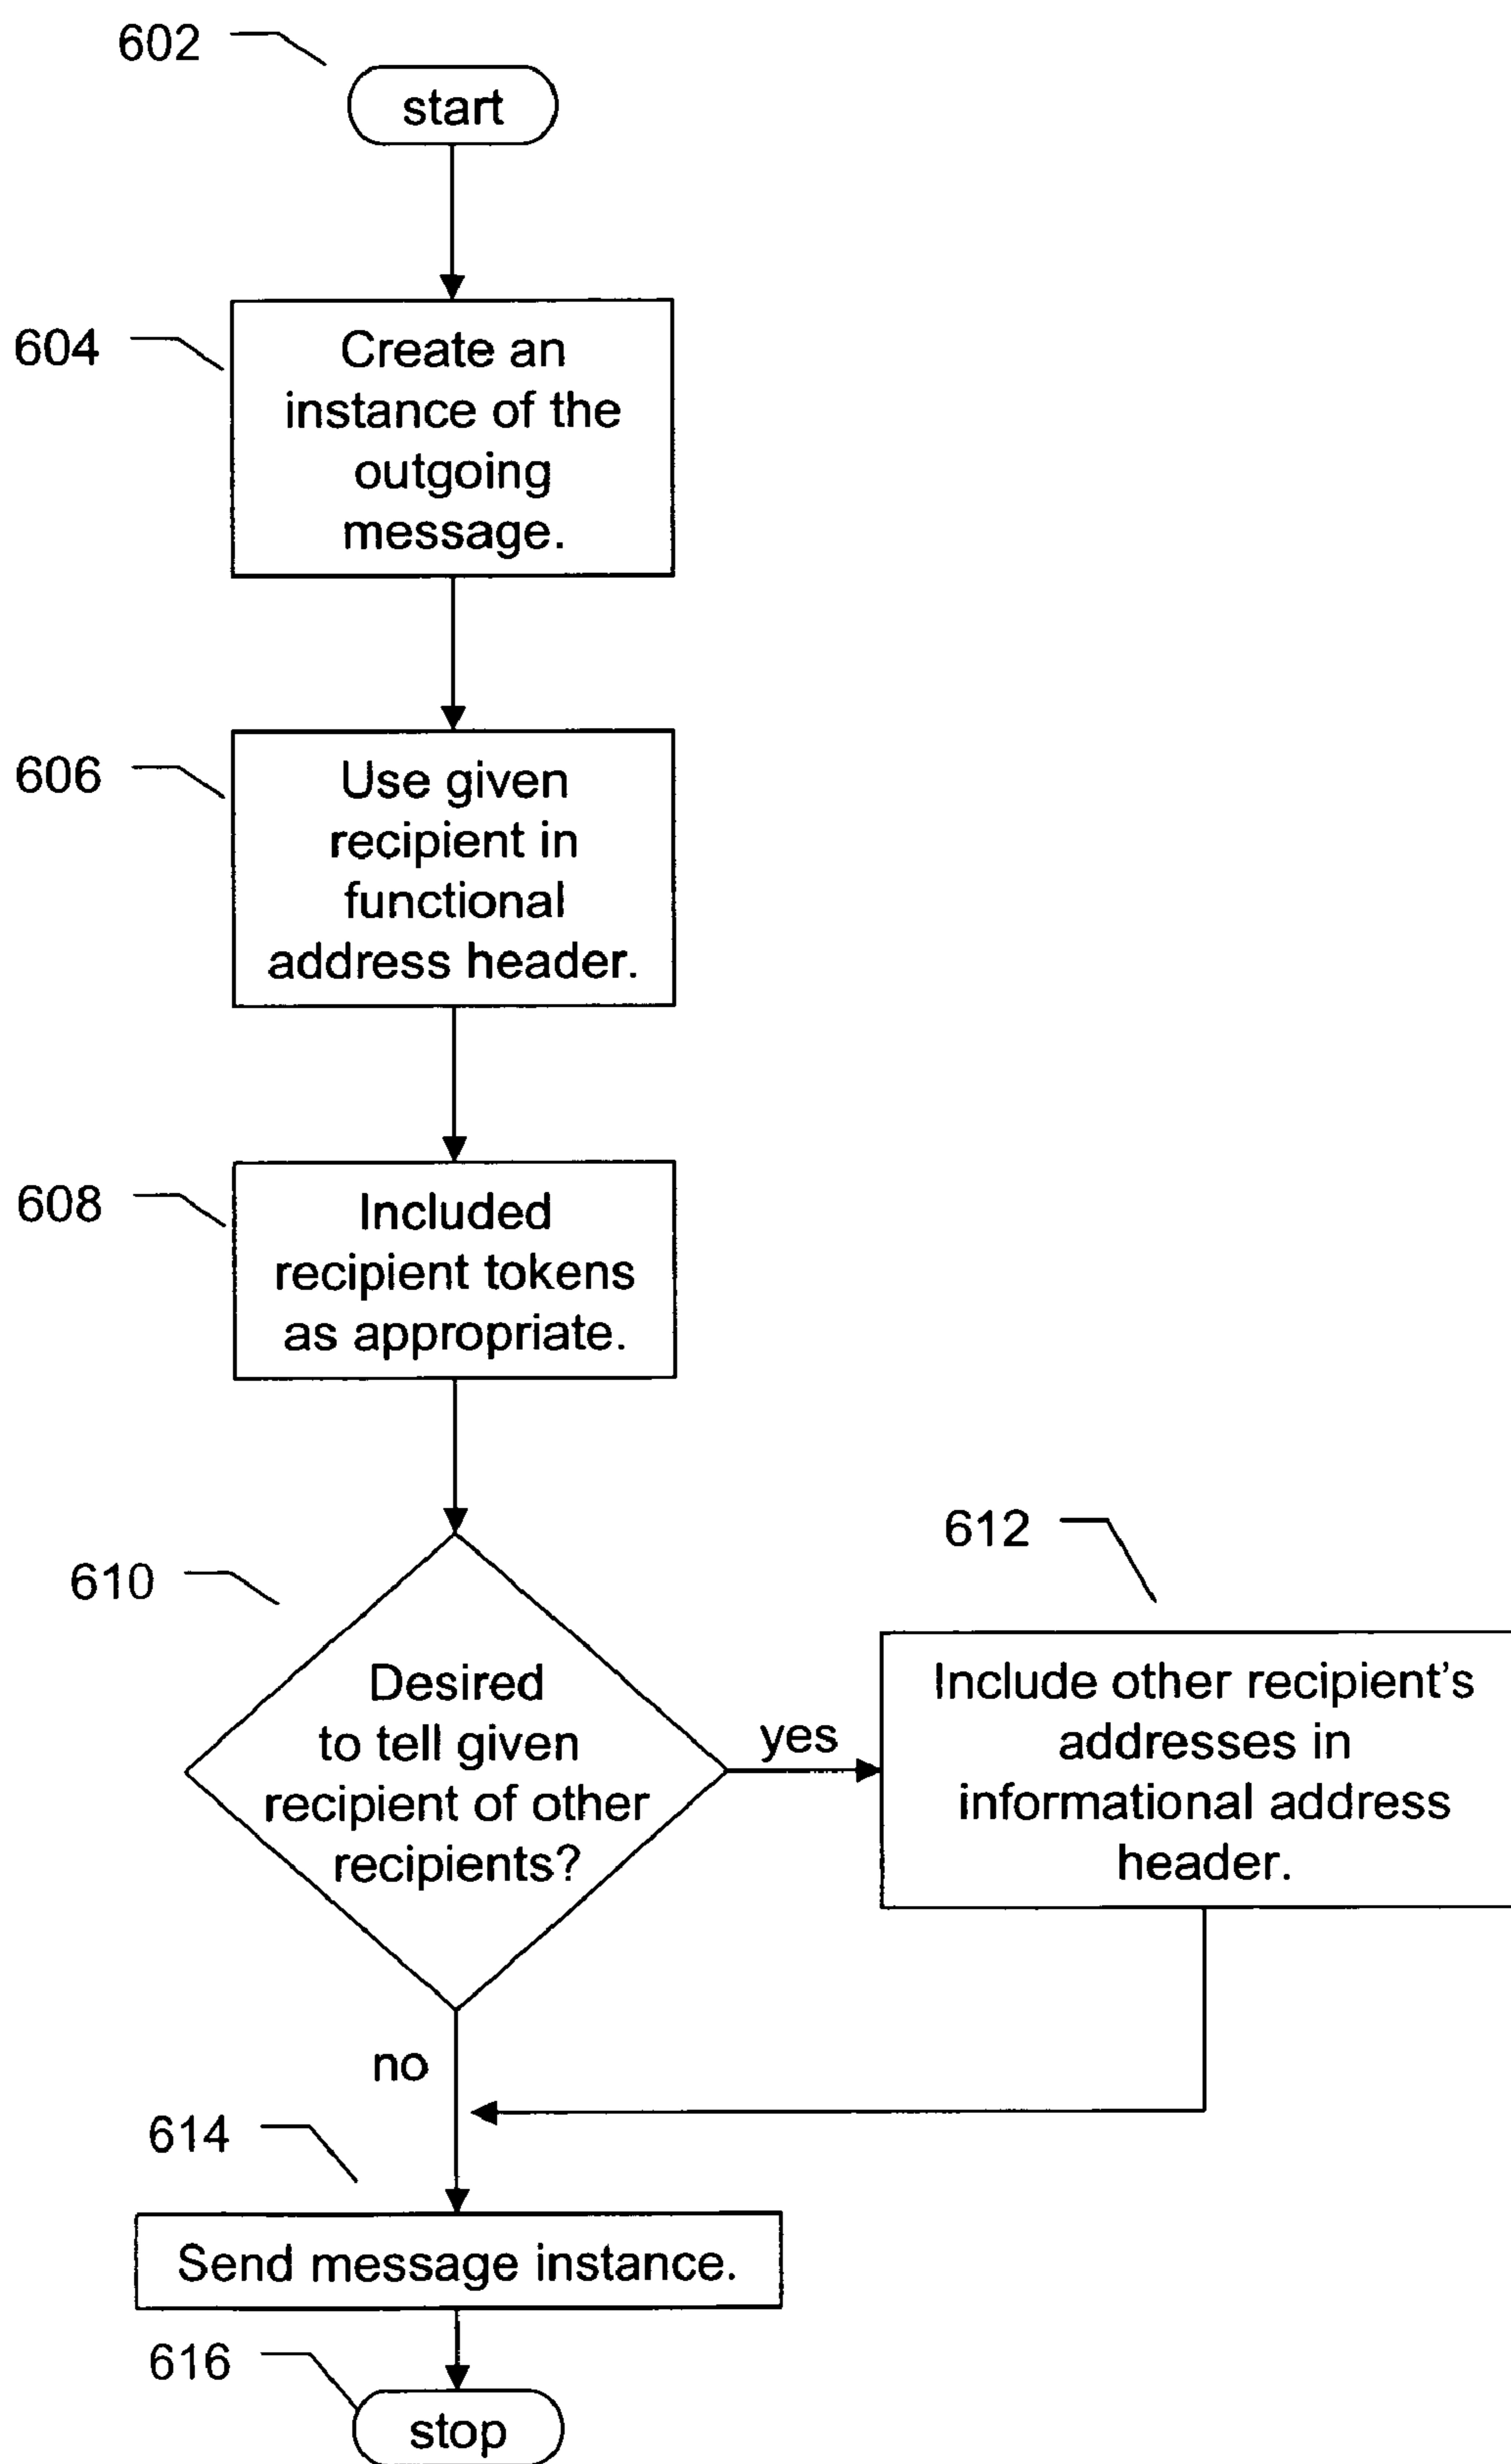 602
start
604
Create an
instance of the
outgoing
message.
606
Use given
recipient in
functional
address header.
608
Included
recipient tokens
as appropriate.
610
Desired
to tell given
recipient of other
recipients?
yes
612
Include other recipient's
addresses in
informational address
header.
no
614
Send message instance.
616
stop